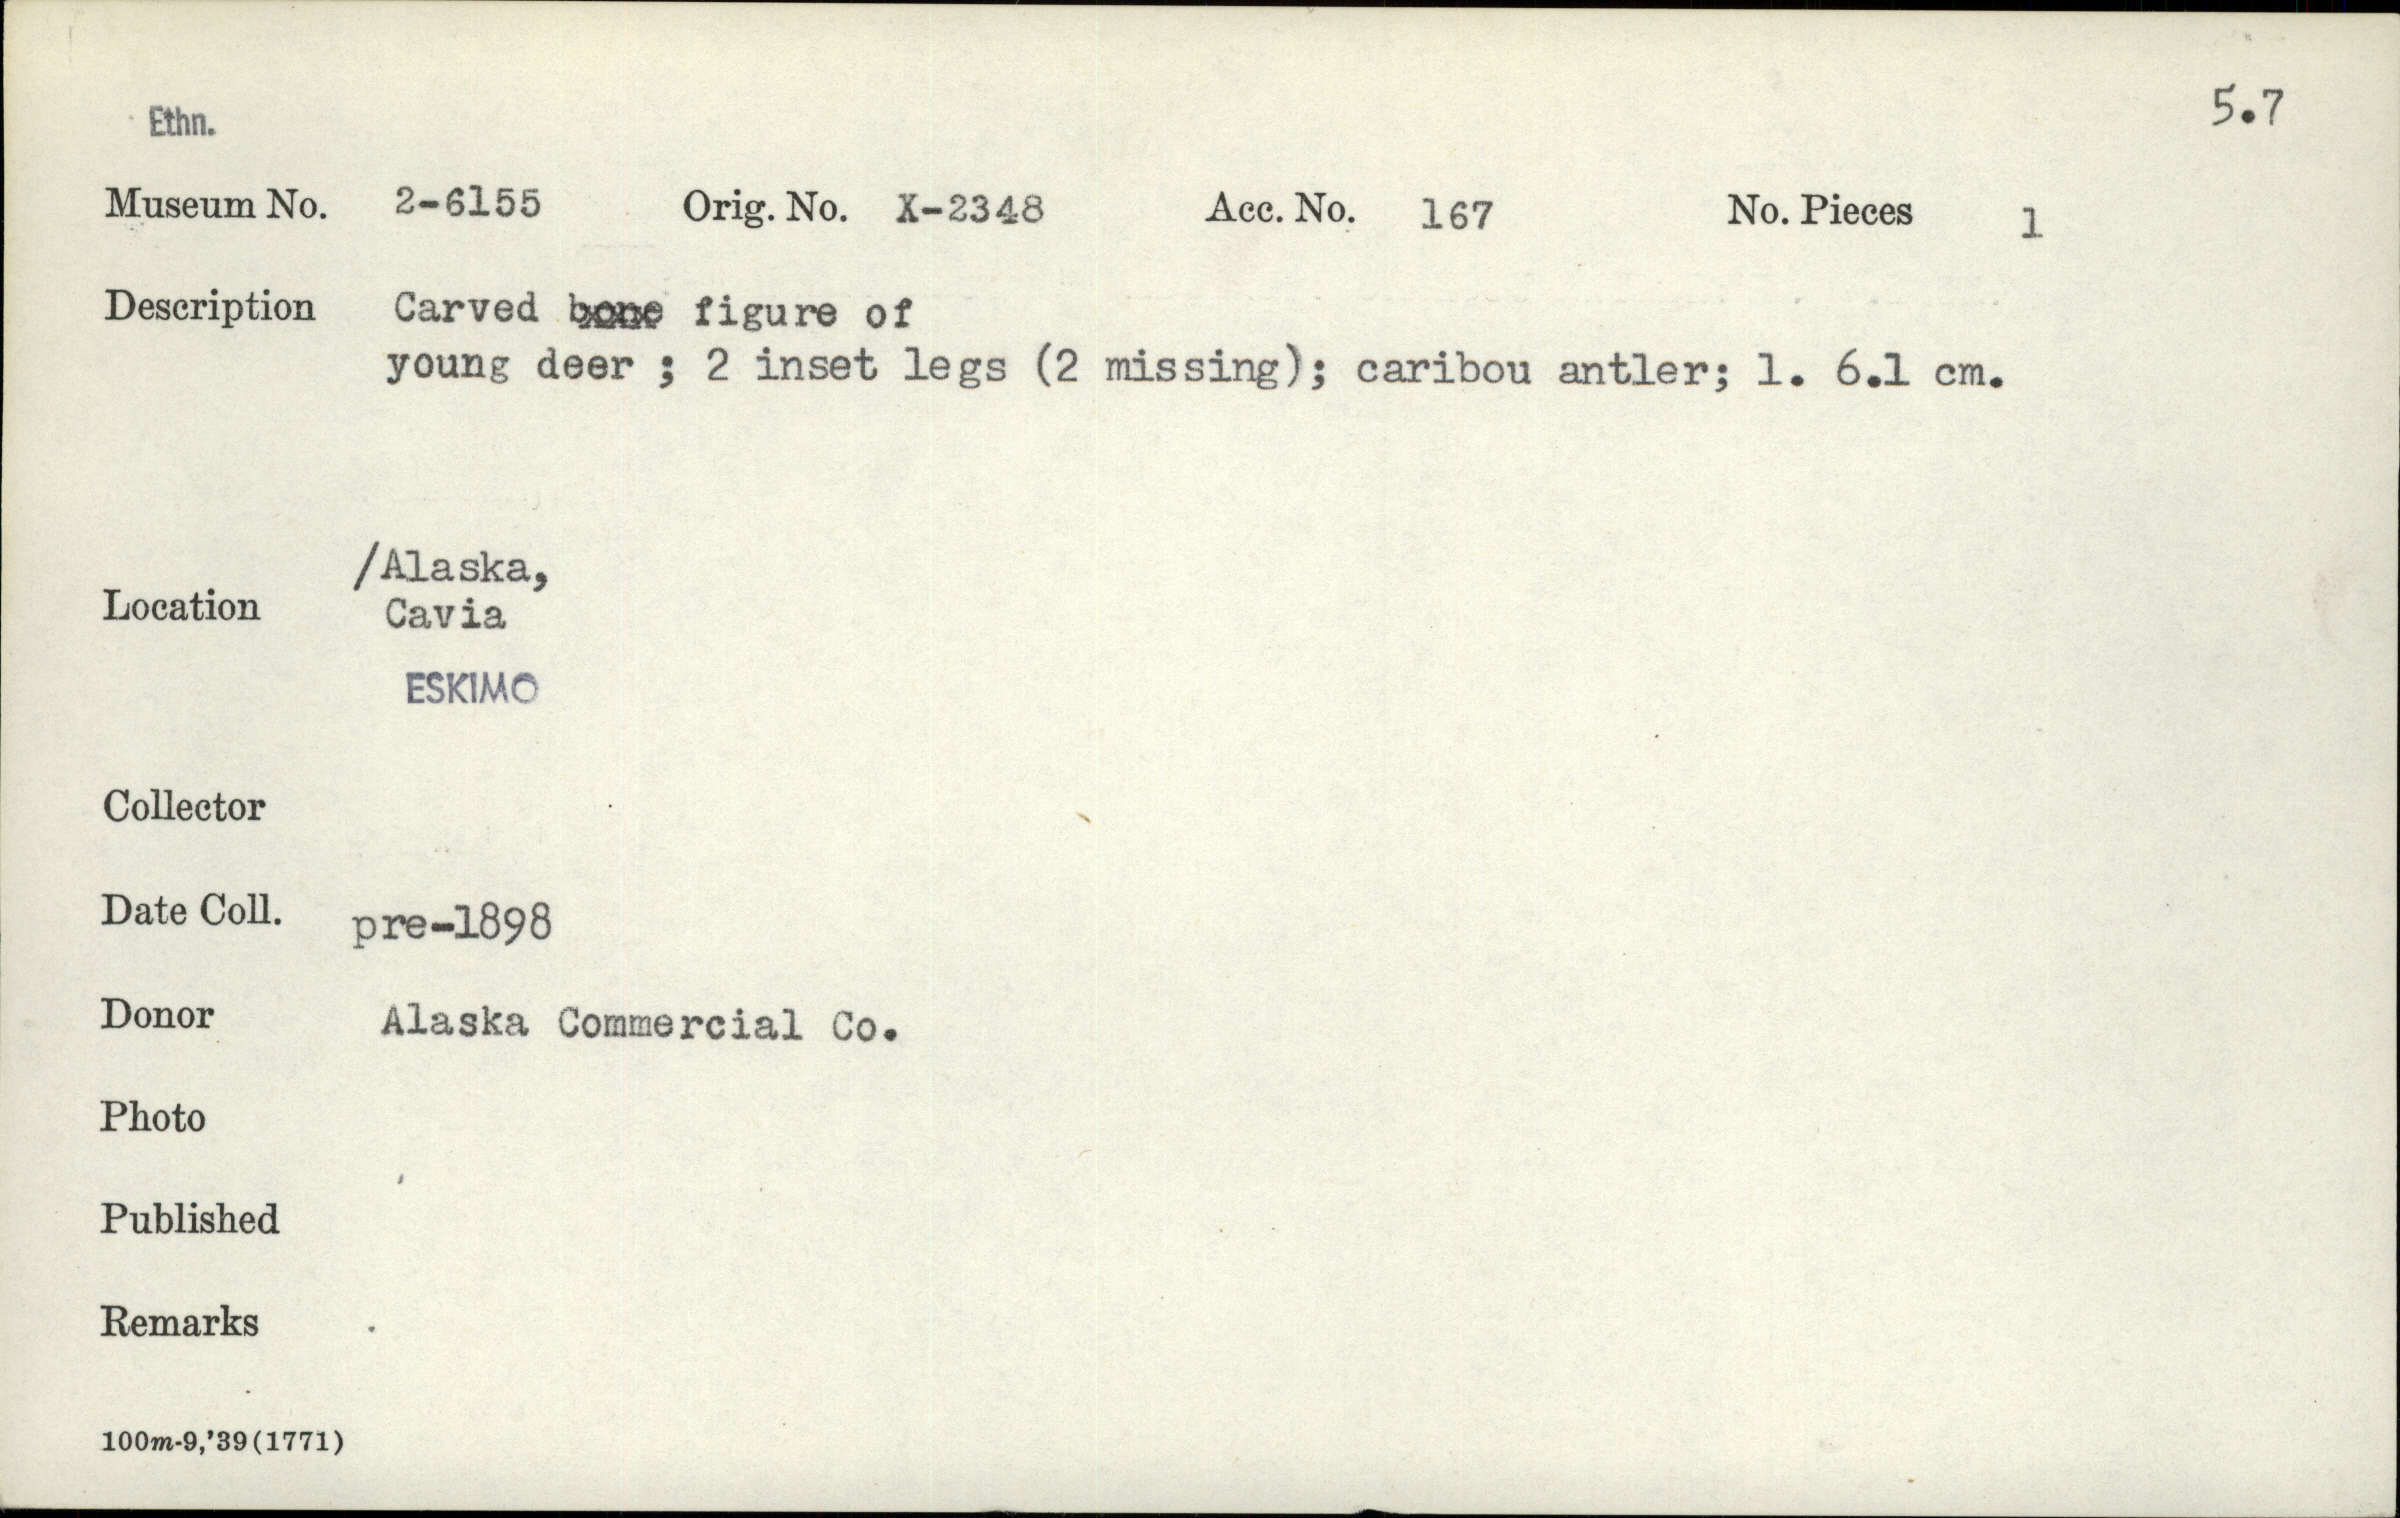 Ethn.
5.7
Museum No. 2-6155 Orig. No. X-2348 Acc. No. 167 No. Pieces 1
Description Carved bone figure of
young deer ; 2 inset legs (2 missing); caribou antler; l. 6.1 cm.
/Alaska,
Location Cavia
ESKIMO
Collector
Date Coll. pre-1898
Donor Alaska Commercial Co.
Photo
Published
Remarks
100m-9,'39(1771)